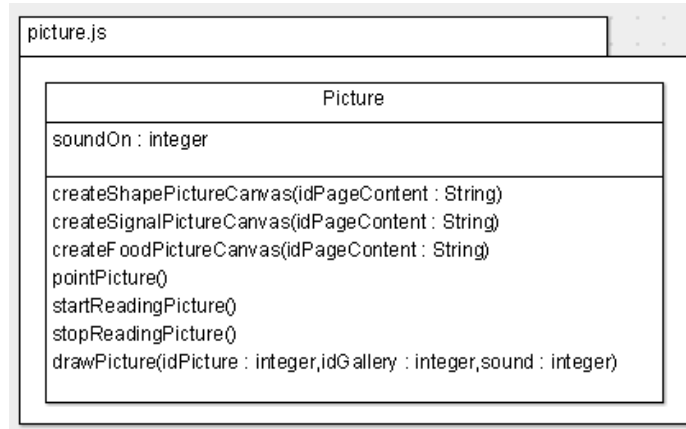 picture.js
Picture
soundOn : integer
createShapePictureCanvas(idPageContent : String)
createSignalPictureCanvas(idPageContent : String)
createFoodPictureCanvas(idPageContent : String)
pointPicture()
startReadingPicture()
stopReadingPicture()
drawPicture(idPicture : integer,idGallery : integer,sound : integer)